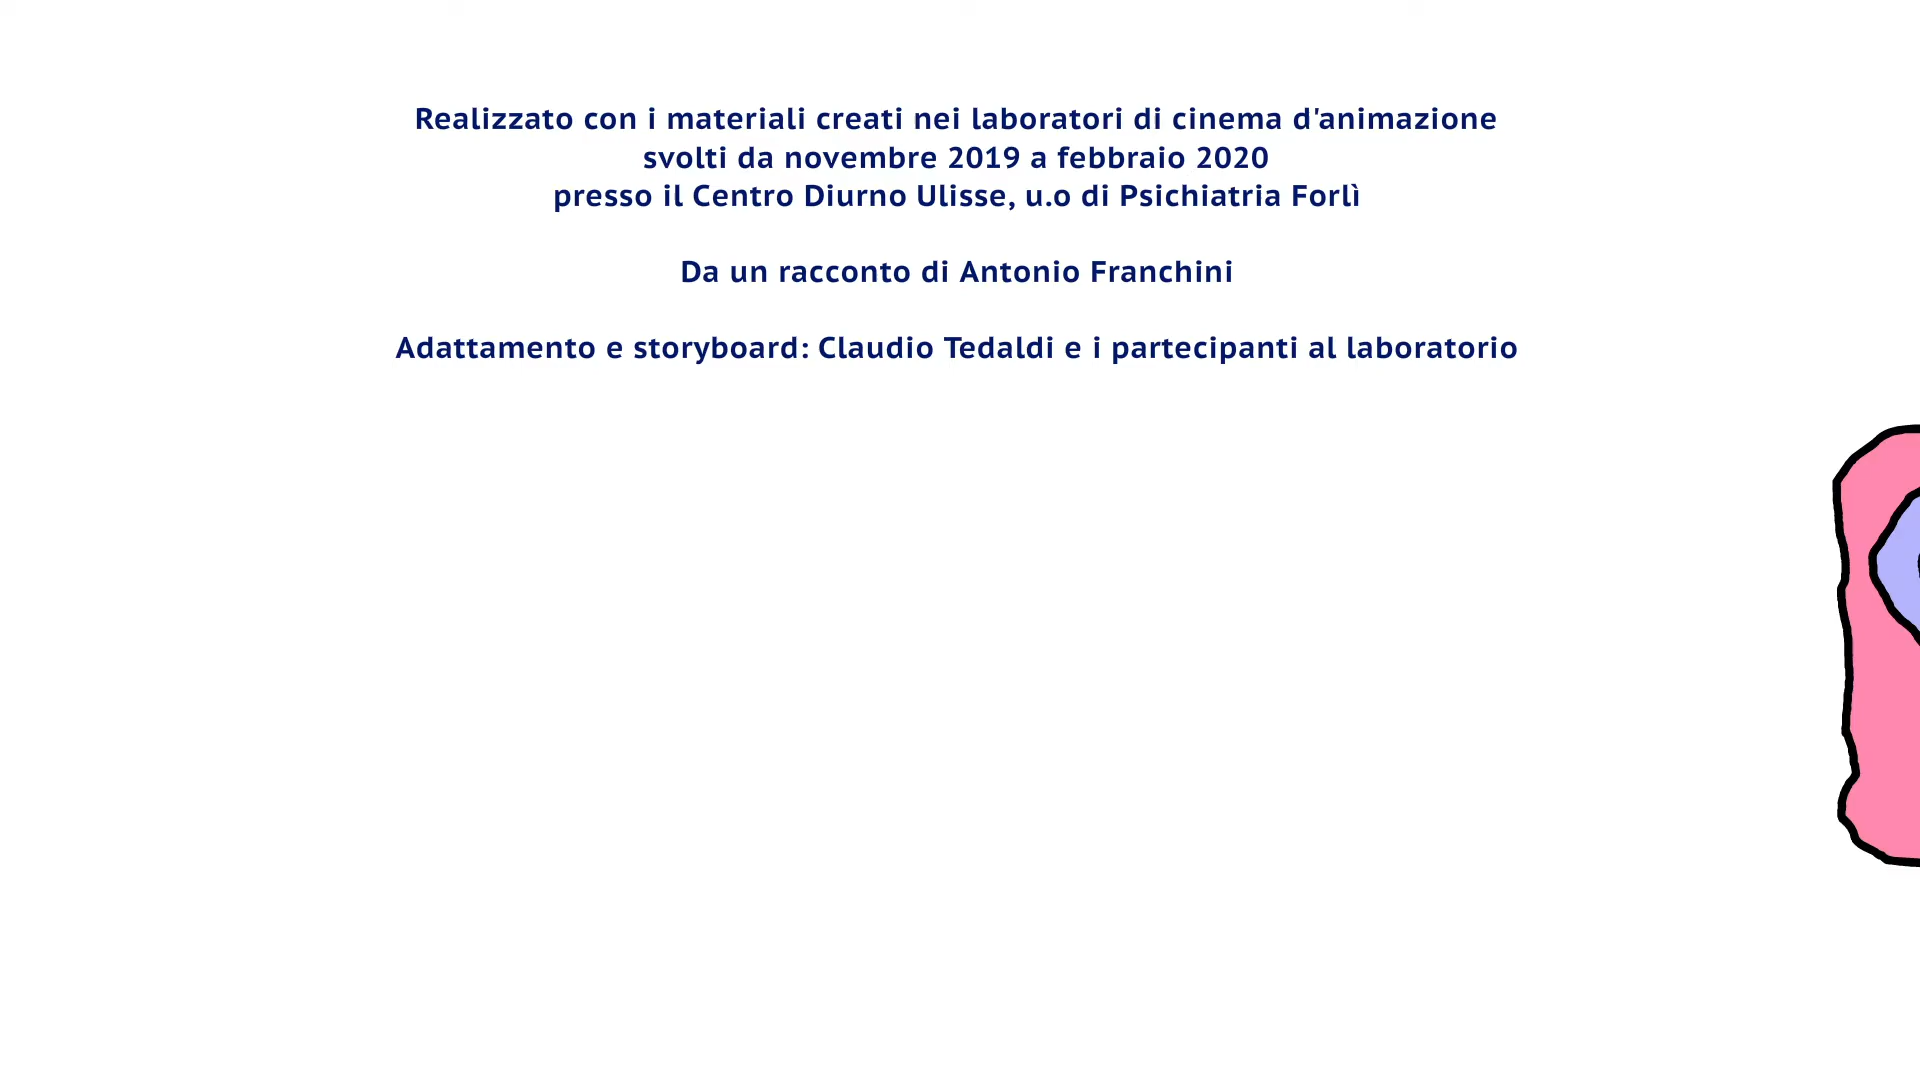 Realizzato con i materiali creati nei laboratori di cinema d'animazione
svolti da novembre 2019 a febbraio 2020
presso il Centro Diurno Ulisse, u.o di Psichiatria Forlì
Da un racconto di Antonio Franchini
Adattamento e storyboard: Claudio Tedaldi e i partecipanti al laboratorio